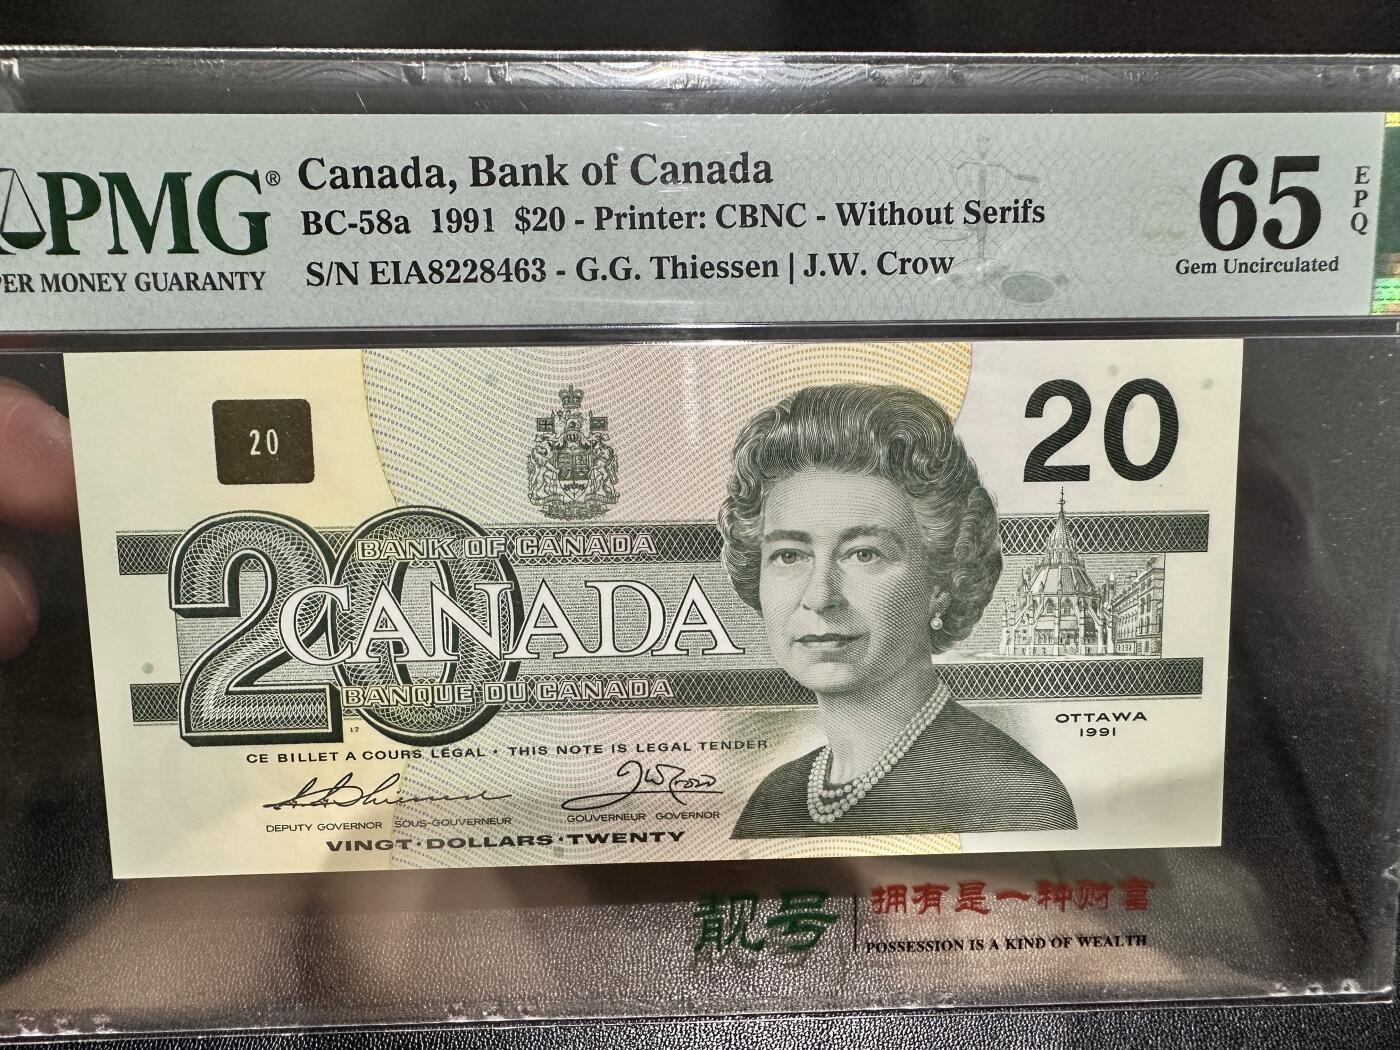 PMG®
PER MONEY GUARANTY
Canada, Bank of Canada
BC-58a 1991 $20 - Printer: CBNC - Without Serifs
S/N EIA8228463 - G.G. Thiessen | J.W. Crow
65
EPQ
Gem Uncirculated
20
20
20
BANK OF CANADA
CANADA
BANQUE DU CANADA
12
OTTAWA
1991
CE BILLET A COURS LÉGAL • THIS NOTE IS LEGAL TENDER
DEPUTY GOVERNOR SOUS-GOUVERNEUR
GOUVERNEUR GOVERNOR
VINGT•DOLLARS•TWENTY
靓号
拥有是一种财富
POSSESSION IS A KIND OF WEALTH